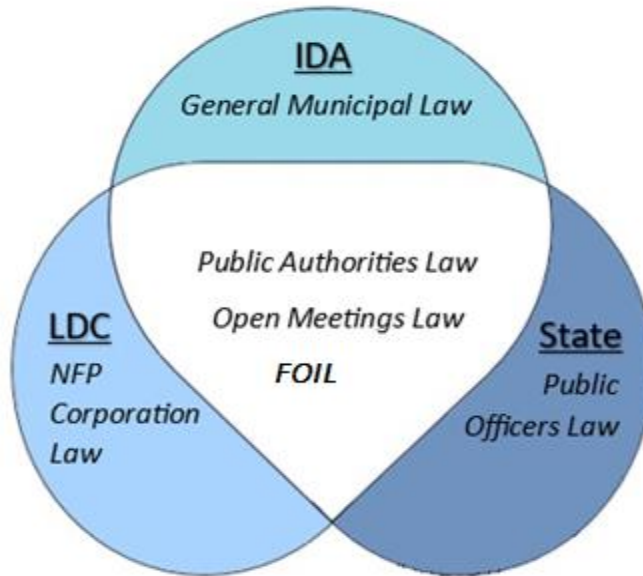 IDA
General Municipal Law
Public Authorities Law
Open Meetings Law
FOIL
LDC
NFP
Corporation
Law
State
Public
Officers Law